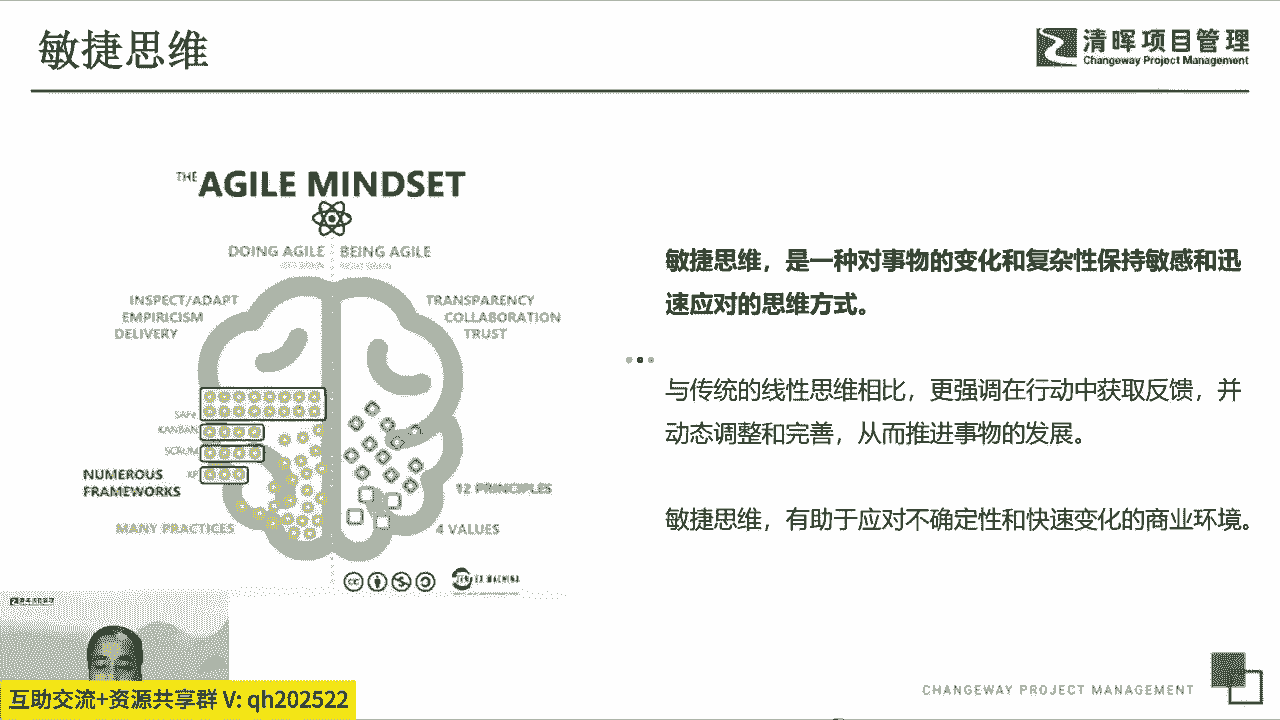 敏捷思维
清晖项目管理
Changeway Project Management
THE AGILE MINDSET
DOING AGILE
BEING AGILE
INSPECT/ADAPT
EMPIRICISM
DELIVERY
TRANSPARENCY
COLLABORATION
TRUST
SAFe
KANBAN
SCRUM
XP
NUMEROUS
FRAMEWORKS
MANY PRACTICES
12 PRINCIPLES
4 VALUES
敏捷思维，是一种对事物的变化和复杂性保持敏感和迅
速应对的思维方式。
与传统的线性思维相比，更强调在行动中获取反馈，并
动态调整和完善，从而推进事物的发展。
敏捷思维，有助于应对不确定性和快速变化的商业环境。
互助交流+资源共享群 V: qh202522
CHANGEWAY PROJECT MANAGEMENT